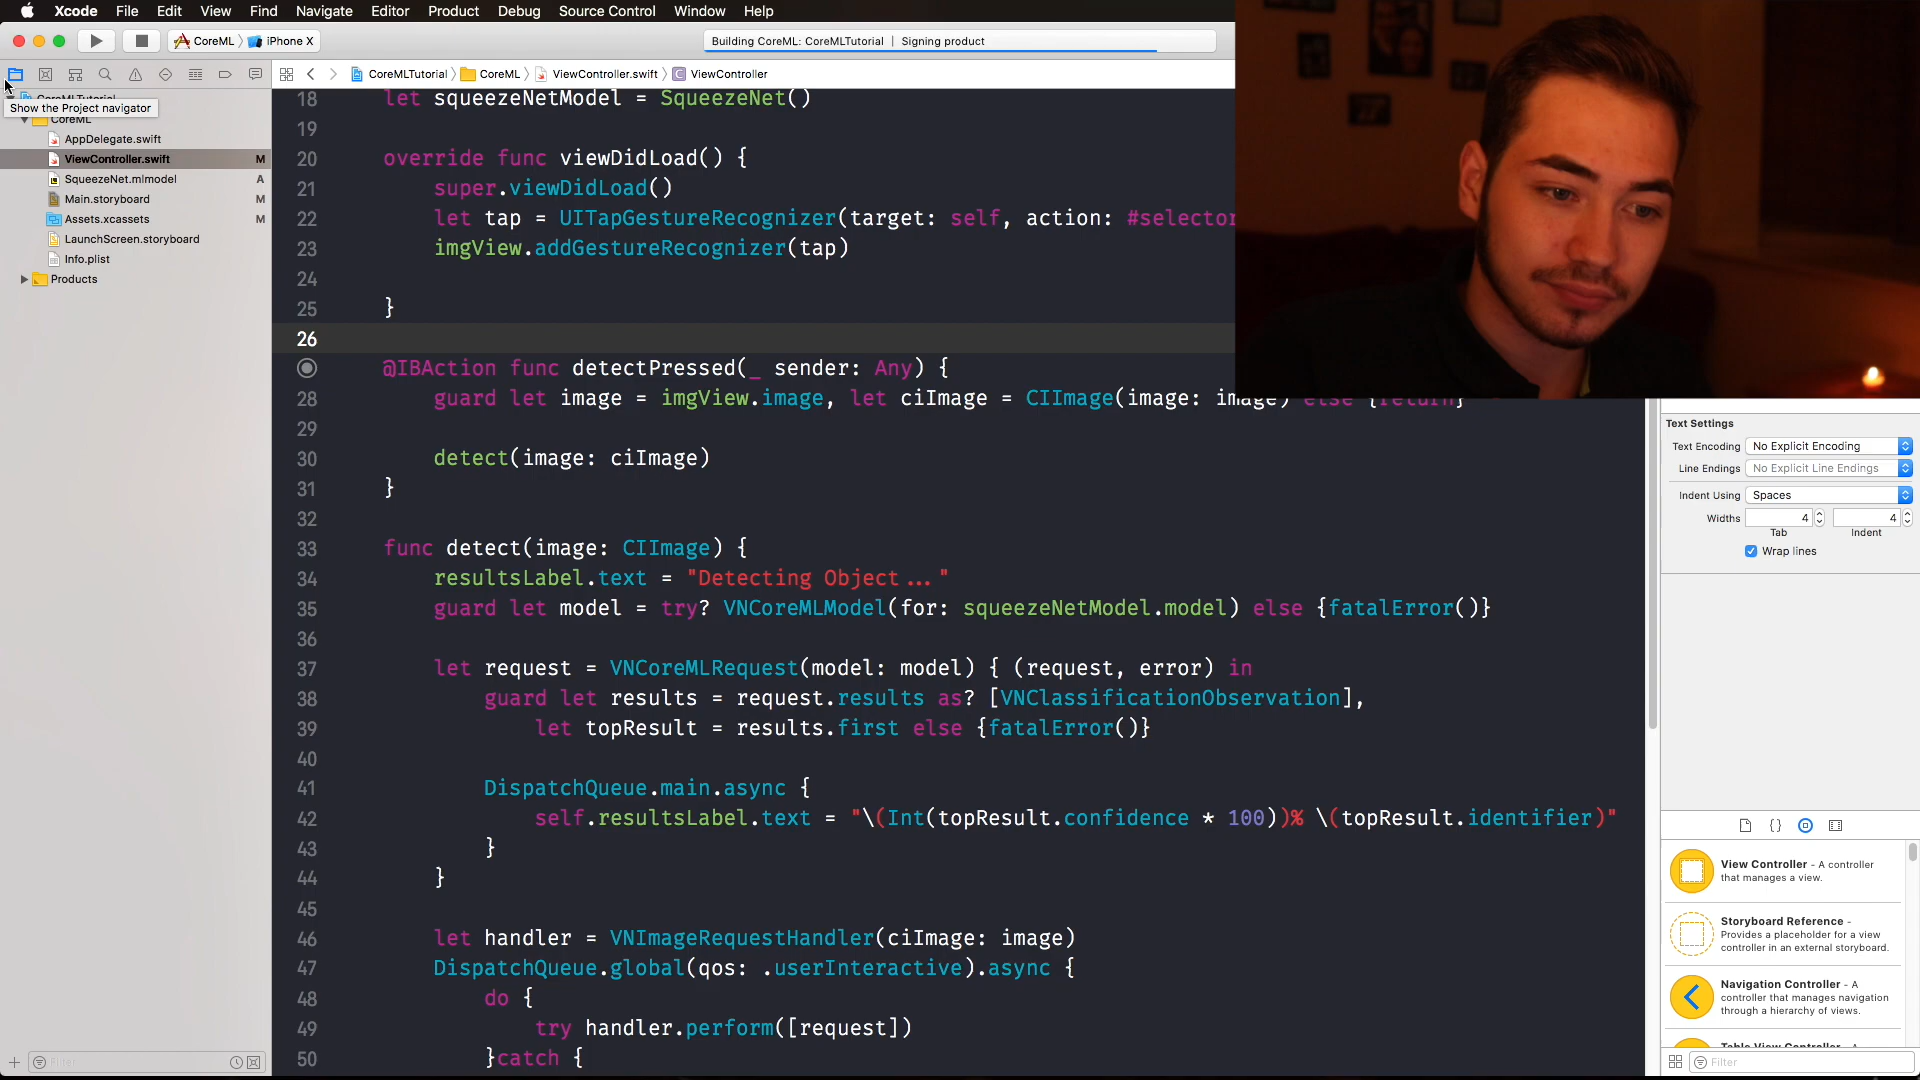 Xcode File Edit View Find Navigate Editor Product Debug Source Control Window Help
CoreML iPhone X
Building CoreML: CoreMLTutorial | Signing product
CoreMLTutorial CoreML ViewController.swift C ViewController
Show the Project navigator
CoreML
AppDelegate.swift
ViewController.swift M
SqueezeNet.mlmodel A
Main.storyboard M
Assets.xcassets M
LaunchScreen.storyboard
Info.plist
Products
18 let squeezeNetModel = SqueezeNet()
19
20 override func viewDidLoad() {
21 super.viewDidLoad()
22 let tap = UITapGestureRecognizer(target: self, action: #selector
23 imgView.addGestureRecognizer(tap)
24
25 }
26
@IBAction func detectPressed(_ sender: Any) {
28 guard let image = imgView.image, let ciImage = CIImage(image: image) else {return}
29
30 detect(image: ciImage)
31 }
32
33 func detect(image: CIImage) {
34 resultsLabel.text = "Detecting Object..."
35 guard let model = try? VNCoreMLModel(for: squeezeNetModel.model) else {fatalError()}
36
37 let request = VNCoreMLRequest(model: model) { (request, error) in
38 guard let results = request.results as? [VNClassificationObservation],
39 let topResult = results.first else {fatalError()}
40
41 DispatchQueue.main.async {
42 self.resultsLabel.text = "\(Int(topResult.confidence * 100))% \(topResult.identifier)"
43 }
44 }
45
46 let handler = VNImageRequestHandler(ciImage: image)
47 DispatchQueue.global(qos: .userInteractive).async {
48 do {
49 try handler.perform([request])
50 }catch {
Text Settings
Text Encoding No Explicit Encoding
Line Endings No Explicit Line Endings
Indent Using Spaces
Widths 4 4
Tab Indent
Wrap lines
{}
View Controller - A controller
that manages a view.
Storyboard Reference -
Provides a placeholder for a view
controller in an external storyboard.
Navigation Controller - A
controller that manages navigation
through a hierarchy of views.
Table View Controller - A
Filter
Filter